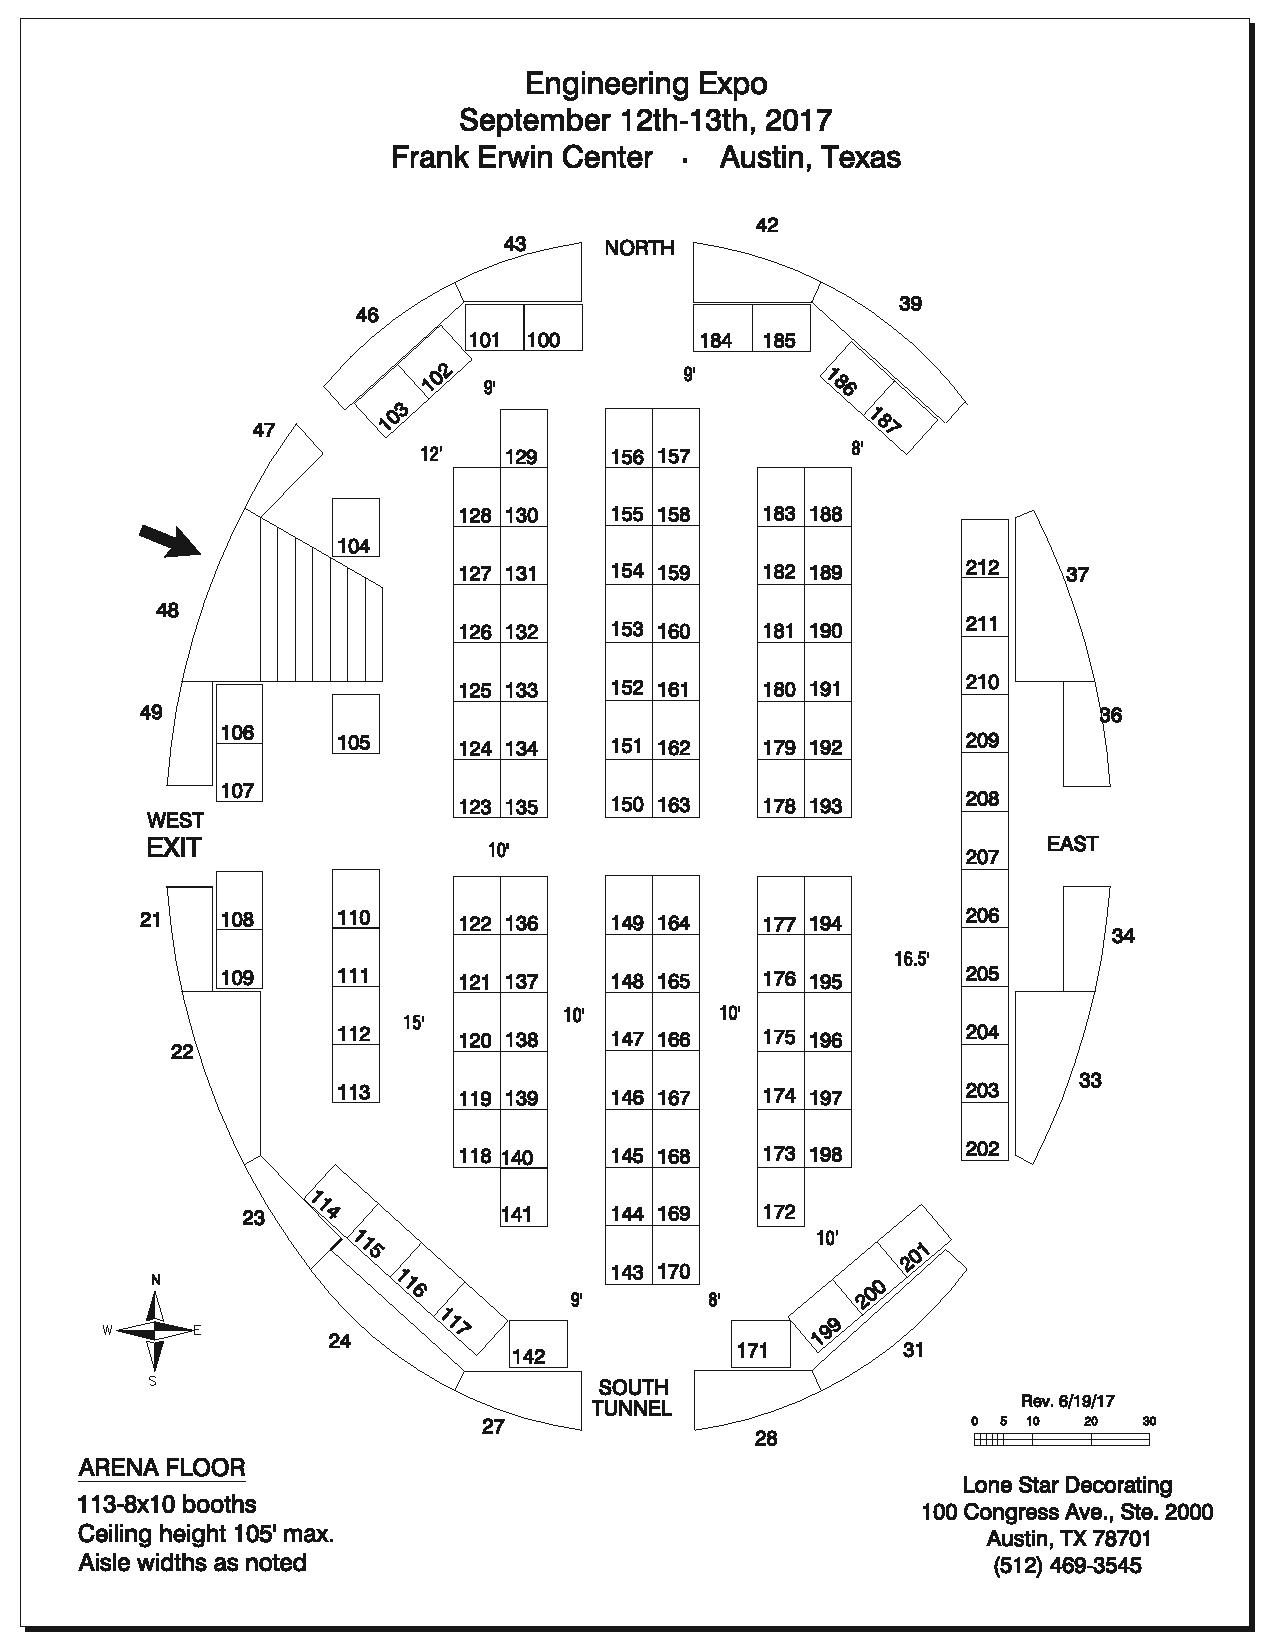 Engineering Expo
September 12th-13th, 2017
Frank Erwin Center · Austin, Texas
42
43 NORTH
46 39
101 100 184 185
102 9' 9' 186
103 187
47 12' 129 156 157 8'
104 128 130 155 158 183 188
127 131 154 159 182 189 212 37
48 126 132 153 160 181 190 211
125 133 152 161 180 191 210
49 106 105 124 134 151 162 179 192 209 36
107 123 135 150 163 178 193 208
WEST
EXIT 10' 207 EAST
21 108 110 122 136 149 164 177 194 206 34
109 111 121 137 148 165 176 195 16.5' 205
22 112 15' 120 138 10' 147 166 10' 175 196 204
113 119 139 146 167 174 197 203 33
118 140 145 168 173 198 202
23 114 141 144 169 172
115 10' 201
116 143 170 200
117 9' 8' 199
N
W E
S
24 142 171 31
SOUTH
TUNNEL
27 28
Rev. 6/19/17
0 5 10 20 30
ARENA FLOOR
113-8x10 booths
Ceiling height 105' max.
Aisle widths as noted
Lone Star Decorating
100 Congress Ave., Ste. 2000
Austin, TX 78701
(512) 469-3545